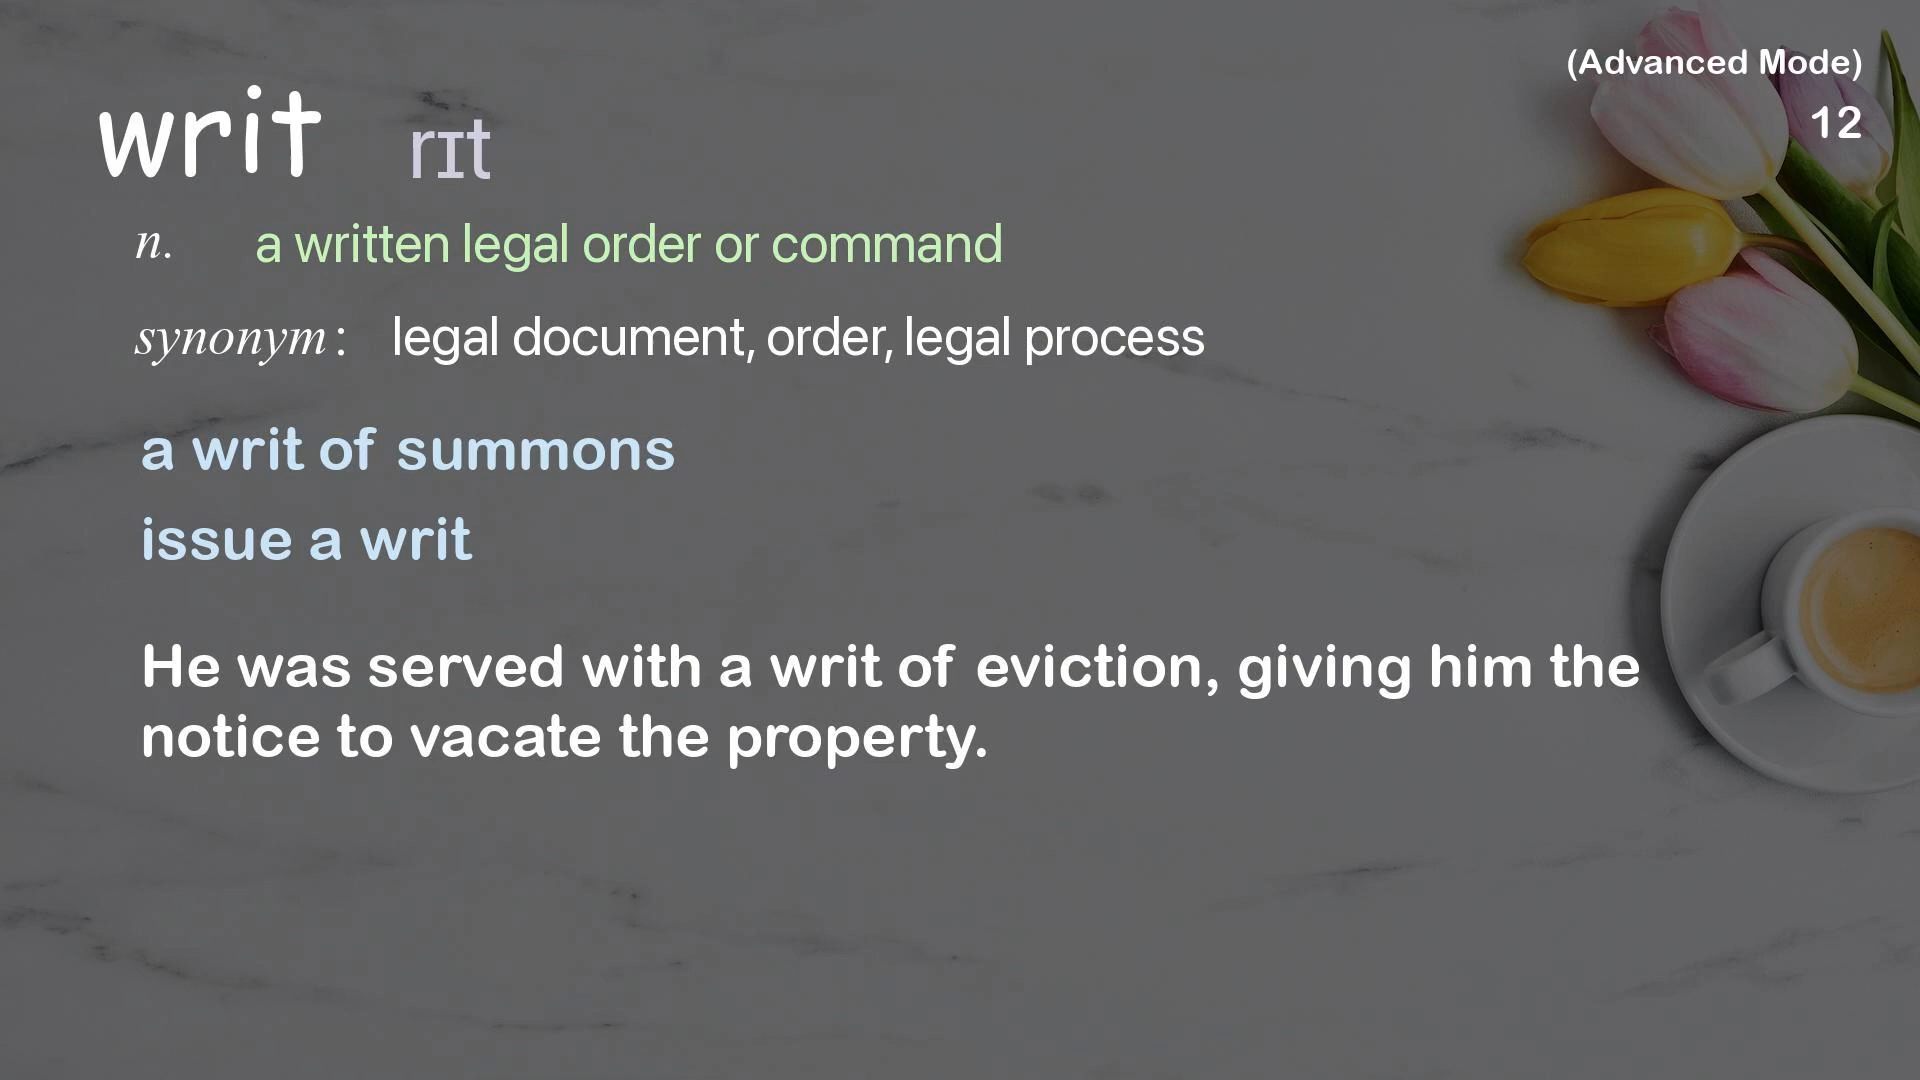 (Advanced Mode)
12
writ rɪt
n. a written legal order or command
synonym: legal document, order, legal process
a writ of summons
issue a writ
He was served with a writ of eviction, giving him the
notice to vacate the property.